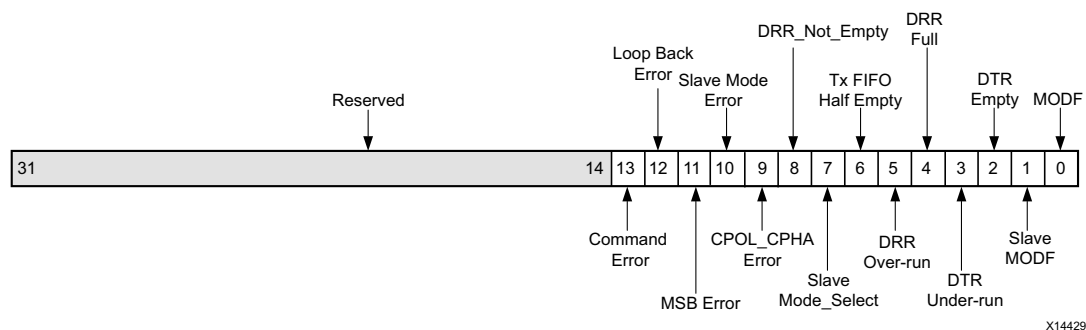 DRR_Not_Empty
DRR
Full
Loop Back
Error
Slave Mode
Error
Tx FIFO
Half Empty
DTR
Empty
MODF
Reserved
31 14 13 12 11 10 9 8 7 6 5 4 3 2 1 0
Command
Error
CPOL_CPHA
Error
DRR
Over-run
Slave
MODF
MSB Error
Slave
Mode_Select
DTR
Under-run
X14429